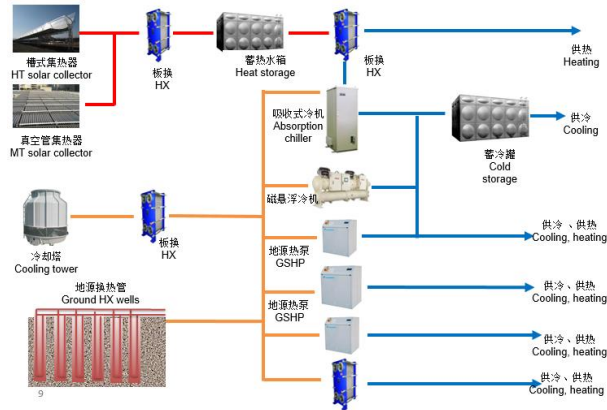 槽式集热器
HT solar collector
板换
HX
蓄热水箱
Heat storage
板换
HX
供热
Heating
真空管集热器
MT solar collector
吸收式冷机
Absorption
chiller
蓄冷罐
Cold
storage
供冷
Cooling
磁悬浮冷机
冷却塔
Cooling tower
板换
HX
地源热泵
GSHP
供冷 、供热
Cooling, heating
地源换热管
Ground HX wells
地源热泵
GSHP
供冷、供热
Cooling, heating
供冷、供热
Cooling, heating
供冷、供热
Cooling, heating
9